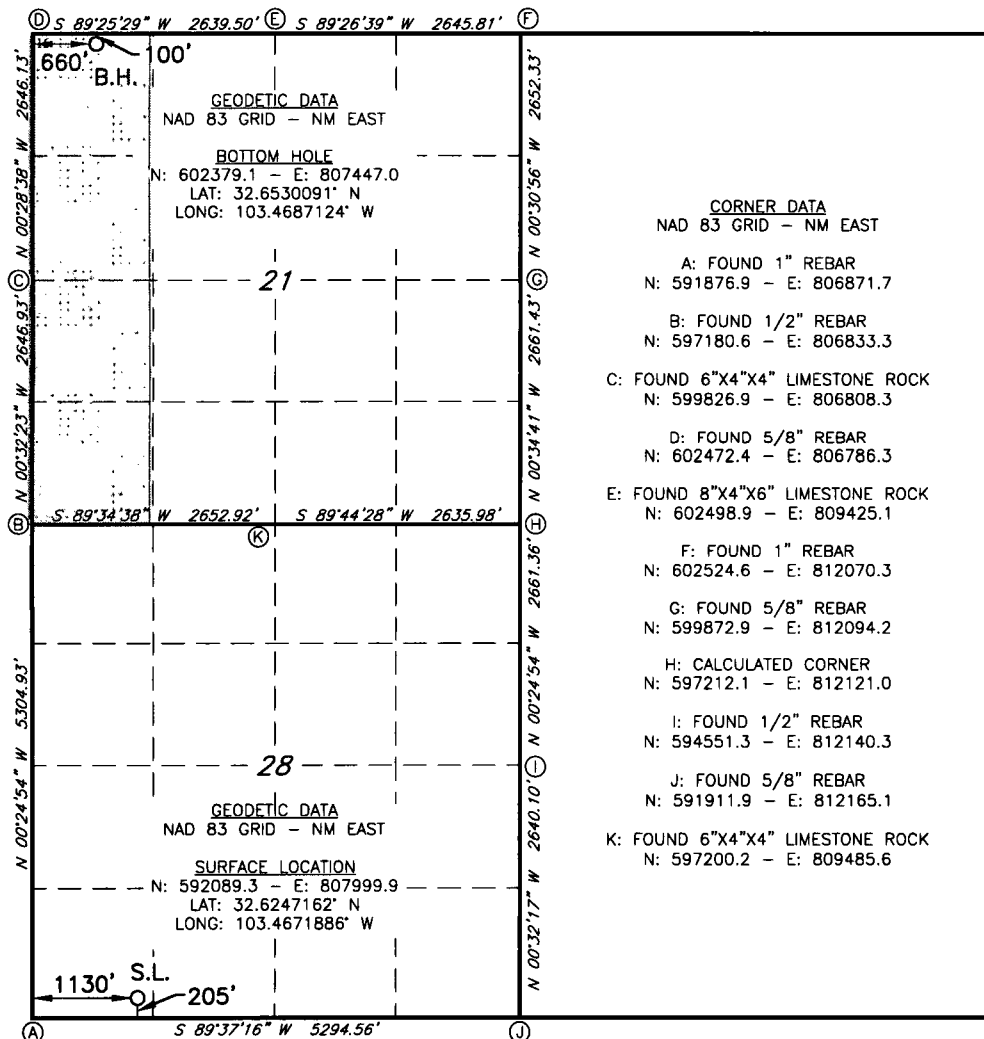 D S 89°25'29" W 2639.50' E S 89°26'39" W 2645.81' F
660'
100'
B.H.
N 00°28'38" W 2646.13'
N 00°30'56" W 2652.33'
GEODETIC DATA
NAD 83 GRID – NM EAST
BOTTOM HOLE
N: 602379.1 – E: 807447.0
LAT: 32.6530091° N
LONG: 103.4687124° W
C
21
G
N 00°32'23" W 2646.93'
N 00°34'41" W 2661.43'
B S 89°34'38" W 2652.92' S 89°44'28" W 2635.98' H
K
N 00°24'54" W 5304.93'
N 00°24'54" W 2661.36'
28
I
GEODETIC DATA
NAD 83 GRID – NM EAST
SURFACE LOCATION
N: 592089.3 – E: 807999.9
LAT: 32.6247162° N
LONG: 103.4671886° W
N 00°32'17" W 2640.10'
S.L.
1130'
205'
A S 89°37'16" W 5294.56' J
CORNER DATA
NAD 83 GRID – NM EAST
A: FOUND 1" REBAR
N: 591876.9 – E: 806871.7
B: FOUND 1/2" REBAR
N: 597180.6 – E: 806833.3
C: FOUND 6"X4"X4" LIMESTONE ROCK
N: 599826.9 – E: 806808.3
D: FOUND 5/8" REBAR
N: 602472.4 – E: 806786.3
E: FOUND 8"X4"X6" LIMESTONE ROCK
N: 602498.9 – E: 809425.1
F: FOUND 1" REBAR
N: 602524.6 – E: 812070.3
G: FOUND 5/8" REBAR
N: 599872.9 – E: 812094.2
H: CALCULATED CORNER
N: 597212.1 – E: 812121.0
I: FOUND 1/2" REBAR
N: 594551.3 – E: 812140.3
J: FOUND 5/8" REBAR
N: 591911.9 – E: 812165.1
K: FOUND 6"X4"X4" LIMESTONE ROCK
N: 597200.2 – E: 809485.6